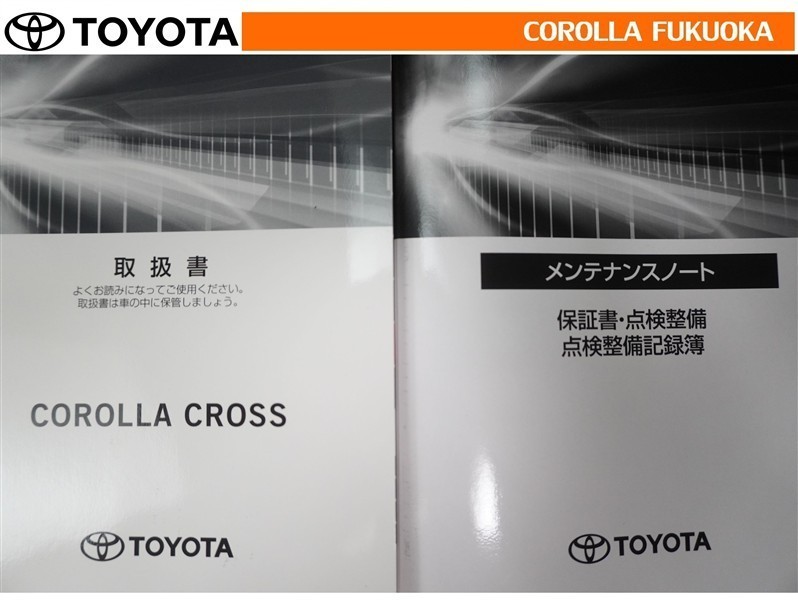 TOYOTA
COROLLA FUKUOKA
取扱書
よくお読みになってご使用ください。
取扱書は車の中に保管しましょう。
COROLLA CROSS
TOYOTA
メンテナンスノート
保証書・点検整備
点検整備記録簿
TOYOTA